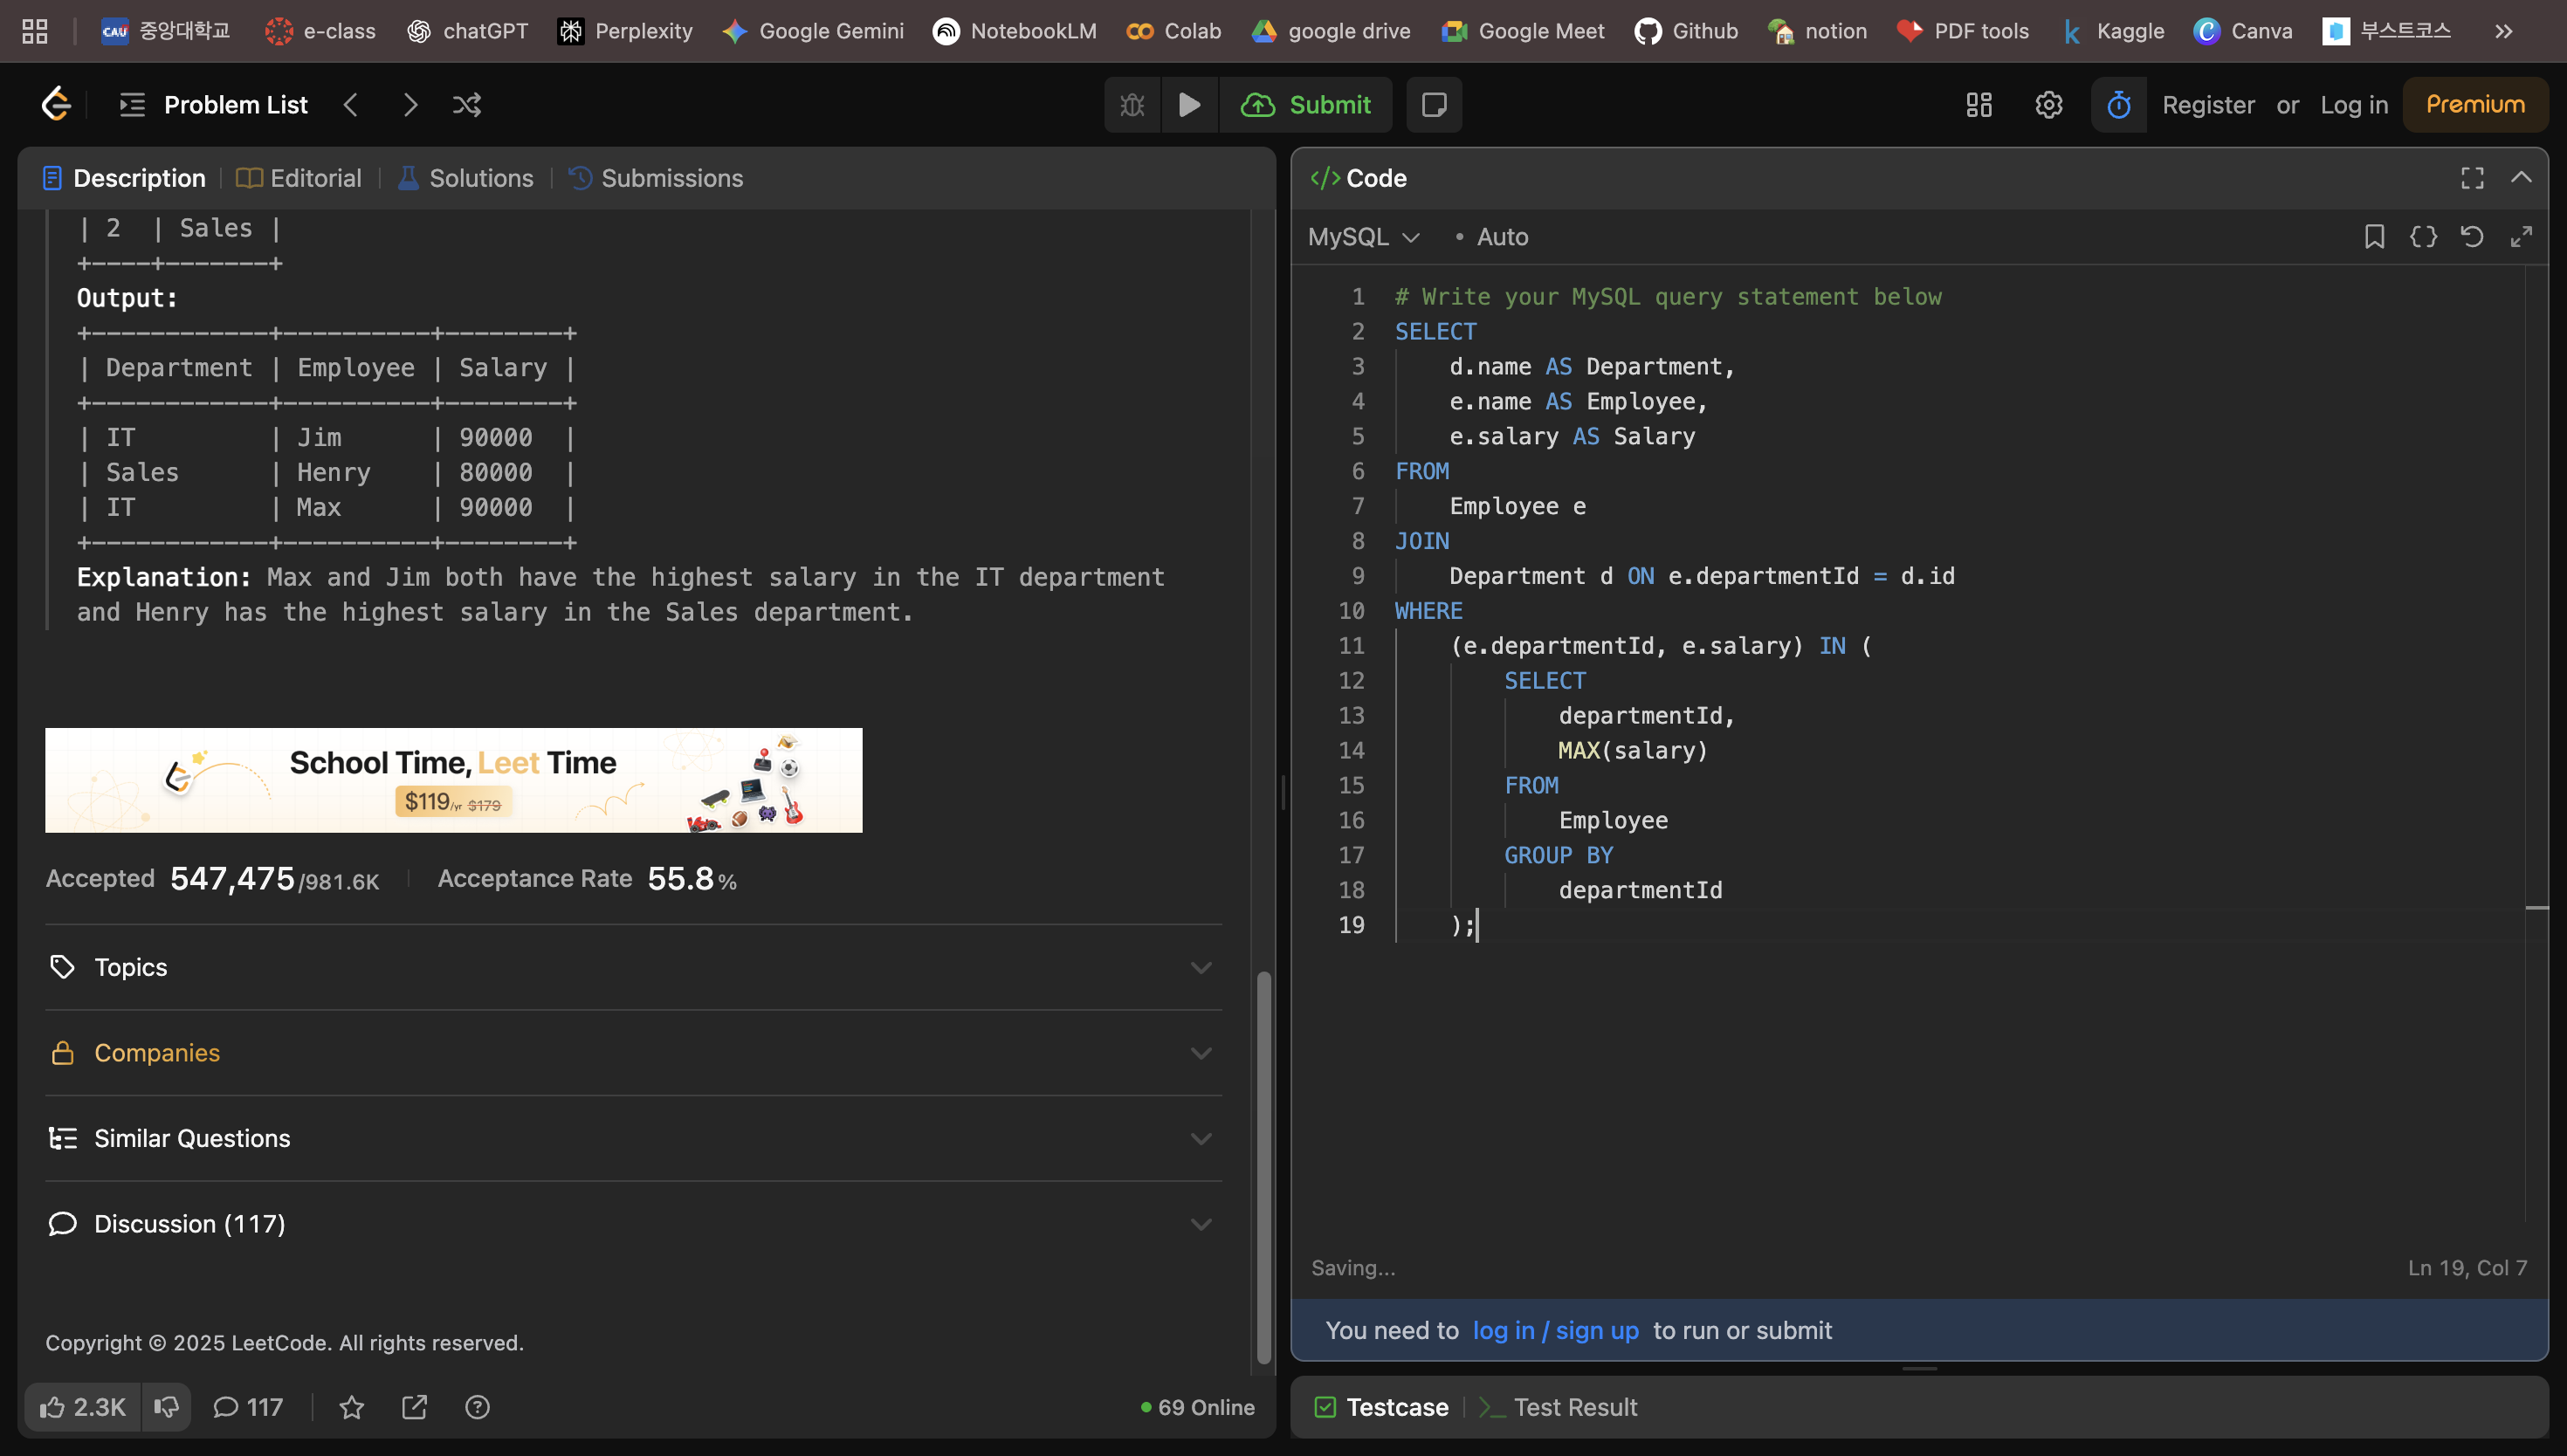 CAU 중앙대학교 e-class chatGPT Perplexity Google Gemini NotebookLM Colab google drive Google Meet Github notion PDF tools k Kaggle Canva 부스트코스
Problem List Submit Register or Log in Premium
Description Editorial Solutions Submissions
| 2  | Sales |
+----+-------+
Output:
+------------+----------+--------+
| Department | Employee | Salary |
+------------+----------+--------+
| IT         | Jim      | 90000  |
| Sales      | Henry    | 80000  |
| IT         | Max      | 90000  |
+------------+----------+--------+
Explanation: Max and Jim both have the highest salary in the IT department
and Henry has the highest salary in the Sales department.
School Time, Leet Time
$119/yr $179
Accepted 547,475/981.6K Acceptance Rate 55.8%
Topics
Companies
Similar Questions
Discussion (117)
Copyright © 2025 LeetCode. All rights reserved.
2.3K 117 69 Online
</> Code
MySQL • Auto
1 # Write your MySQL query statement below
2 SELECT
3     d.name AS Department,
4     e.name AS Employee,
5     e.salary AS Salary
6 FROM
7     Employee e
8 JOIN
9     Department d ON e.departmentId = d.id
10 WHERE
11     (e.departmentId, e.salary) IN (
12         SELECT
13             departmentId,
14             MAX(salary)
15         FROM
16             Employee
17         GROUP BY
18             departmentId
19     );
Saving... Ln 19, Col 7
You need to log in / sign up to run or submit
Testcase >_ Test Result